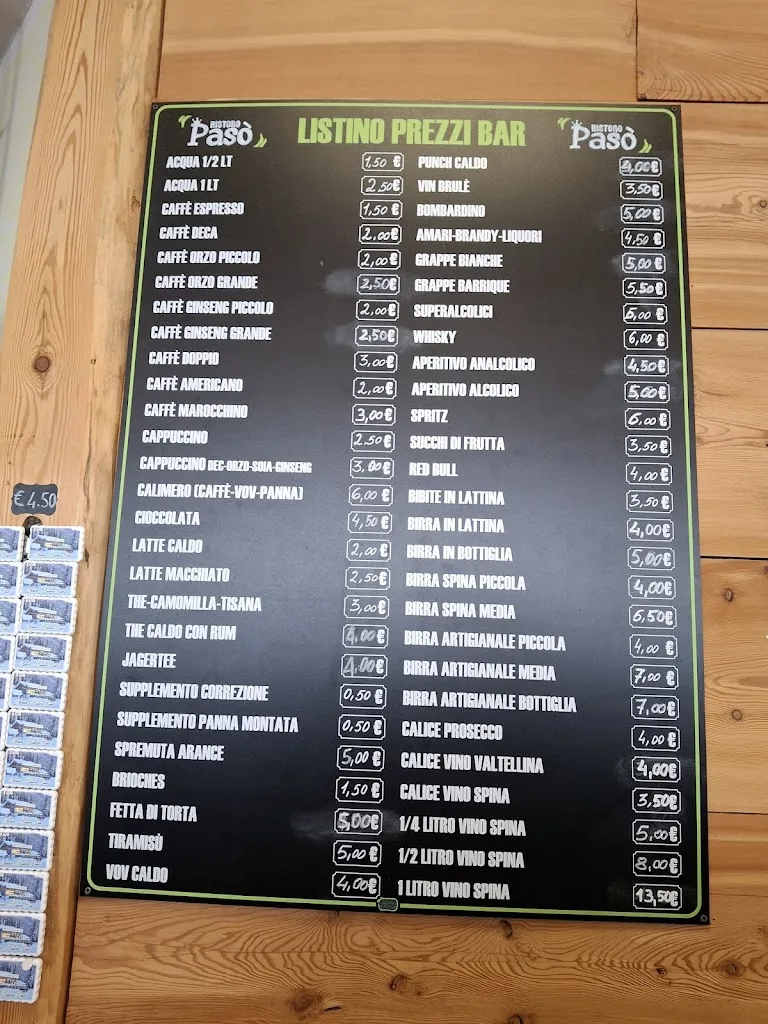 RISTORO
Pasò
LISTINO PREZZI BAR
RISTORO
Pasò
ACQUA 1/2 LT 1,50 €
ACQUA 1 LT 2,50€
CAFFÈ ESPRESSO 1,50 €
CAFFÈ DECA 2,00€
CAFFÈ ORZO PICCOLO 2,00€
CAFFÈ ORZO GRANDE 2,50€
CAFFÈ GINSENG PICCOLO 2,00€
CAFFÈ GINSENG GRANDE 2,50€
CAFFÈ DOPPIO 3,00€
CAFFÈ AMERICANO 2,00€
CAFFÈ MAROCCHINO 3,00€
CAPPUCCINO 2.50€
CAPPUCCINO DEC-ORZO-SOIA-GINSENG 3,00€
CALIMERO (CAFFÈ-VOV-PANNA) 6,00 €
CIOCCOLATA 4,50 €
LATTE CALDO 2,00 €
LATTE MACCHIATO 2,50€
THE-CAMOMILLA-TISANA 3,00€
THE CALDO CON RUM 4,00€
JAGERTEE 4,00€
SUPPLEMENTO CORREZIONE 0,50 €
SUPPLEMENTO PANNA MONTATA 0,50 €
SPREMUTA ARANCE 5,00 €
BRIOCHES 1,50 €
FETTA DI TORTA 5,00€
TIRAMISÙ 5,00 €
VOV CALDO 4,00€
PUNCH CALDO 4,00€
VIN BRULÈ 3,50€
BOMBARDINO 5,00€
AMARI-BRANDY-LIQUORI 4,50 €
GRAPPE BIANCHE 5,00 €
GRAPPE BARRIQUE 5,50€
SUPERALCOLICI 6,00 €
WHISKY 6,00 €
APERITIVO ANALCOLICO 4,50€
APERITIVO ALCOLICO 5,00€
SPRITZ 6,00 €
SUCCHI DI FRUTTA 3,50€
RED BULL 4,00 €
BIBITE IN LATTINA 3,50€
BIRRA IN LATTINA 4,00€
BIRRA IN BOTTIGLIA 5,00€
BIRRA SPINA PICCOLA 4,00€
BIRRA SPINA MEDIA 6,50€
BIRRA ARTIGIANALE PICCOLA 4,00 €
BIRRA ARTIGIANALE MEDIA 7,00 €
BIRRA ARTIGIANALE BOTTIGLIA 7,00€
CALICE PROSECCO 4,00 €
CALICE VINO VALTELLINA 4,00€
CALICE VINO SPINA 3,50€
1/4 LITRO VINO SPINA 5,00€
1/2 LITRO VINO SPINA 8,00€
1 LITRO VINO SPINA 13,50€
€4.50